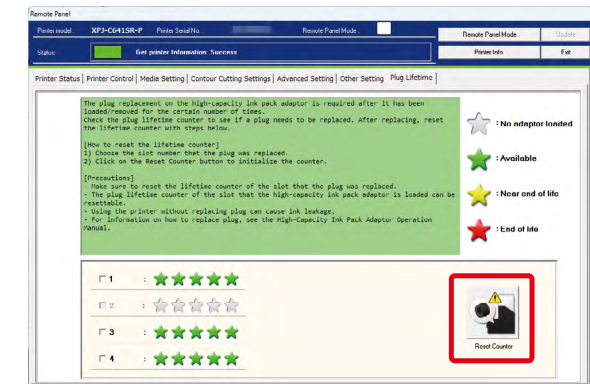 Remote Panel
Printer model: XPJ-C641SR-P Printer Serial No.: Remote Panel Mode: Remote Panel Mode Update
Status: Get printer Information: Success Printer Info Exit
Printer Status Printer Control Media Setting Contour Cutting Settings Advanced Setting Other Setting Plug Lifetime
The plug replacement on the high-capacity ink pack adaptor is required after it has been
loaded/removed for the certain number of times.
Check the plug lifetime counter to see if a plug needs to be replaced. After replacing, reset
the lifetime counter with steps below.
[How to reset the lifetime counter]
1) Choose the slot number that the plug was replaced.
2) Click on the Reset Counter button to initialize the counter.
[Precautions]
- Make sure to reset the lifetime counter of the slot that the plug was replaced.
- The plug lifetime counter of the slot that the high-capacity ink pack adaptor is loaded can be
resettable.
- Using the printer without replacing plug can cause ink leakage.
- For information on how to replace plug, see the High-Capacity Ink Pack Adaptor Operation
Manual.
: No adaptor loaded
: Available
: Near end of life
: End of life
1 :
2 :
3 :
4 :
Reset Counter